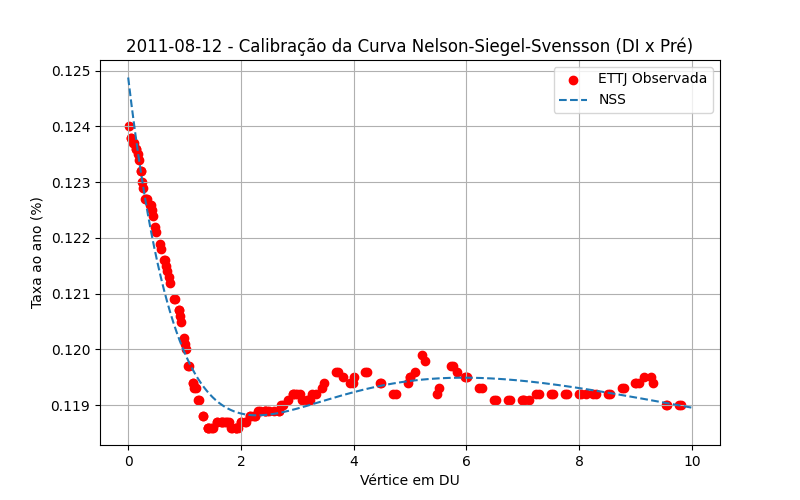 2011-08-12 - Calibração da Curva Nelson-Siegel-Svensson (DI x Pré)
ETTJ Observada
NSS
Taxa ao ano (%)
0.125
0.124
0.123
0.122
0.121
0.120
0.119
0
2
4
6
8
10
Vértice em DU